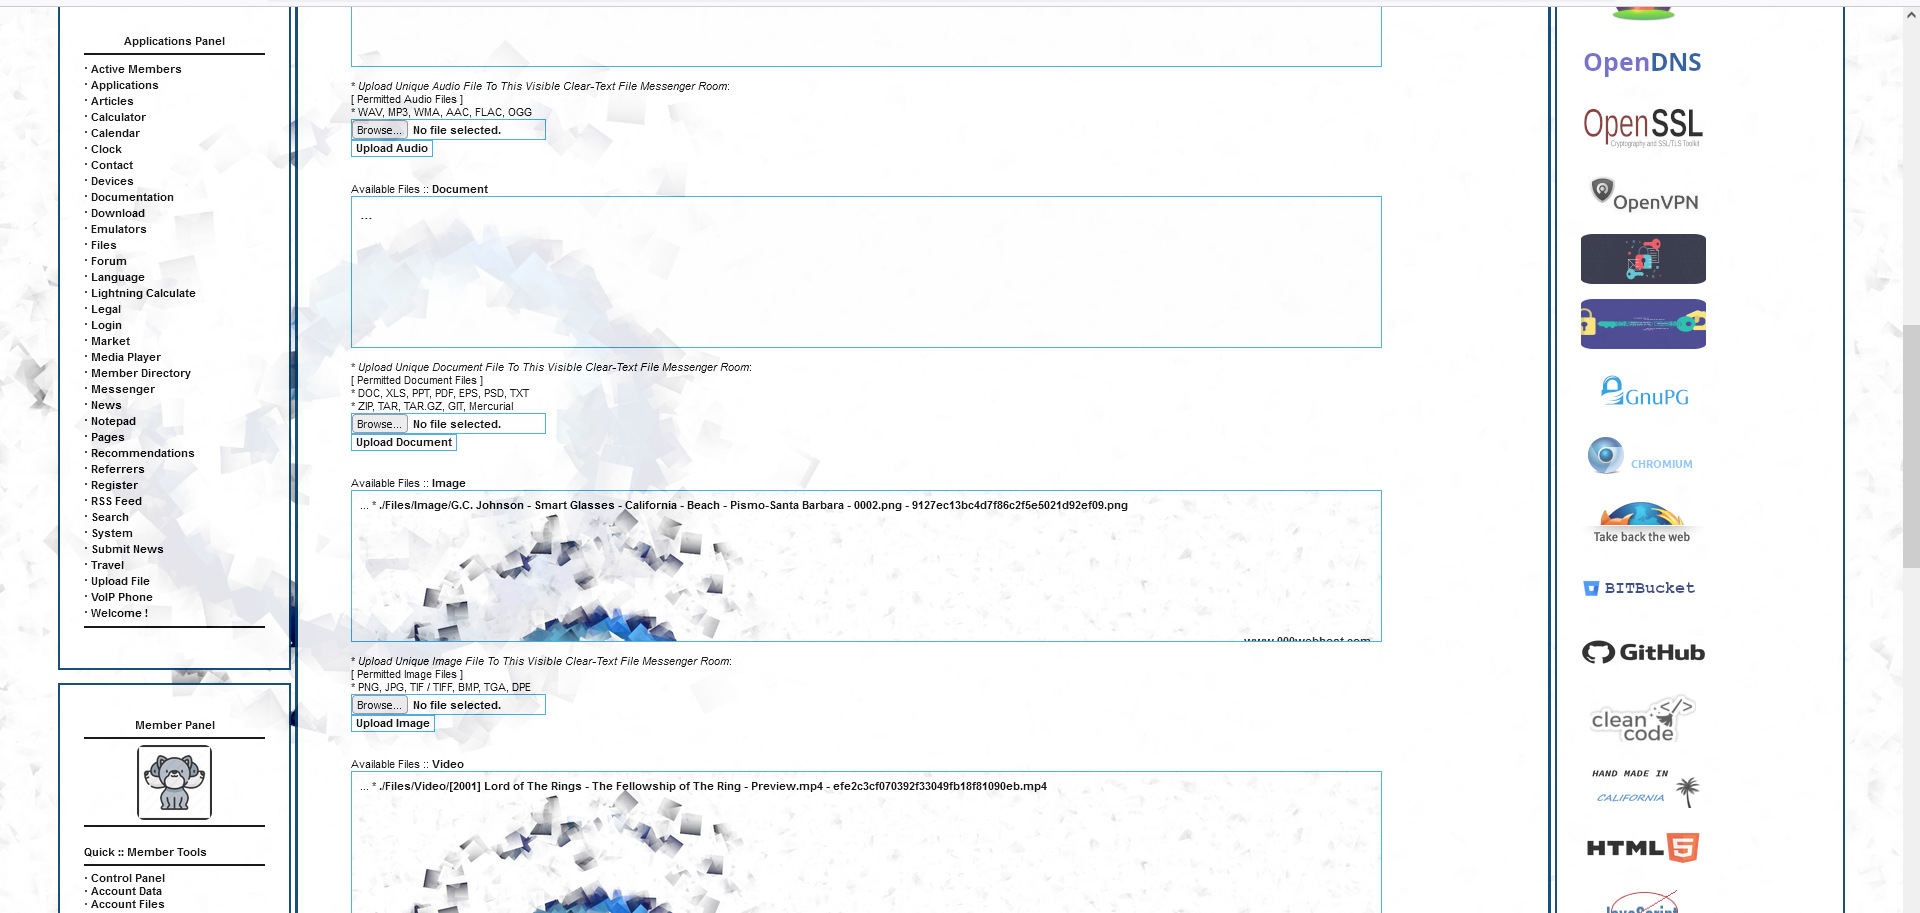 Applications Panel
· Active Members
· Applications
· Articles
· Calculator
· Calendar
· Clock
· Contact
· Devices
· Documentation
· Download
· Emulators
· Files
· Forum
· Language
· Lightning Calculate
· Legal
· Login
· Market
· Media Player
· Member Directory
· Messenger
· News
· Notepad
· Pages
· Recommendations
· Referrers
· Register
· RSS Feed
· Search
· System
· Submit News
· Travel
· Upload File
· VoIP Phone
· Welcome !
Member Panel
Quick :: Member Tools
· Control Panel
· Account Data
· Account Files
* Upload Unique Audio File To This Visible Clear-Text File Messenger Room:
[ Permitted Audio Files ]
* WAV, MP3, WMA, AAC, FLAC, OGG
Browse... No file selected.
Upload Audio
Available Files :: Document
...
* Upload Unique Document File To This Visible Clear-Text File Messenger Room:
[ Permitted Document Files ]
* DOC, XLS, PPT, PDF, EPS, PSD, TXT
* ZIP, TAR, TAR.GZ, GIT, Mercurial
Browse... No file selected.
Upload Document
Available Files :: Image
... * ./Files/Image/G.C. Johnson - Smart Glasses - California - Beach - Pismo-Santa Barbara - 0002.png - 9127ec13bc4d7f86c2f5e5021d92ef09.png
www.000webhost.com
* Upload Unique Image File To This Visible Clear-Text File Messenger Room:
[ Permitted Image Files ]
* PNG, JPG, TIF / TIFF, BMP, TGA, DPE
Browse... No file selected.
Upload Image
Available Files :: Video
... * ./Files/Video/[2001] Lord of The Rings - The Fellowship of The Ring - Preview.mp4 - efe2c3cf070392f33049fb18f81090eb.mp4
OpenDNS
OpenSSL
Cryptography and SSL/TLS Toolkit
OpenVPN
GnuPG
CHROMIUM
Take back the web
BITBucket
GitHub
clean </>
code
HAND MADE IN
CALIFORNIA
HTML 5
JavaScript